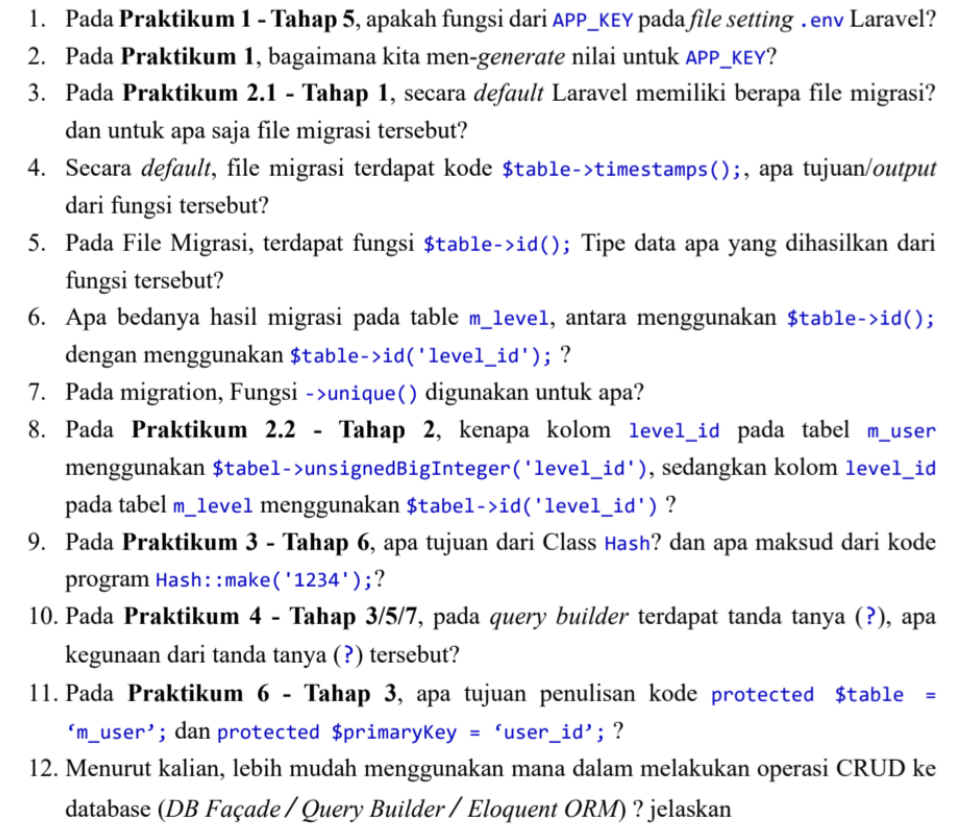 1. Pada Praktikum 1 - Tahap 5, apakah fungsi dari APP_KEY pada file setting .env Laravel?
2. Pada Praktikum 1, bagaimana kita men-generate nilai untuk APP_KEY?
3. Pada Praktikum 2.1 - Tahap 1, secara default Laravel memiliki berapa file migrasi?
dan untuk apa saja file migrasi tersebut?
4. Secara default, file migrasi terdapat kode $table->timestamps();, apa tujuan/output
dari fungsi tersebut?
5. Pada File Migrasi, terdapat fungsi $table->id(); Tipe data apa yang dihasilkan dari
fungsi tersebut?
6. Apa bedanya hasil migrasi pada table m_level, antara menggunakan $table->id();
dengan menggunakan $table->id('level_id'); ?
7. Pada migration, Fungsi ->unique() digunakan untuk apa?
8. Pada Praktikum 2.2 - Tahap 2, kenapa kolom level_id pada tabel m_user
menggunakan $tabel->unsignedBigInteger('level_id'), sedangkan kolom level_id
pada tabel m_level menggunakan $tabel->id('level_id') ?
9. Pada Praktikum 3 - Tahap 6, apa tujuan dari Class Hash? dan apa maksud dari kode
program Hash::make('1234');?
10. Pada Praktikum 4 - Tahap 3/5/7, pada query builder terdapat tanda tanya (?), apa
kegunaan dari tanda tanya (?) tersebut?
11. Pada Praktikum 6 - Tahap 3, apa tujuan penulisan kode protected $table =
‘m_user’; dan protected $primaryKey = ‘user_id’; ?
12. Menurut kalian, lebih mudah menggunakan mana dalam melakukan operasi CRUD ke
database (DB Façade / Query Builder / Eloquent ORM) ? jelaskan